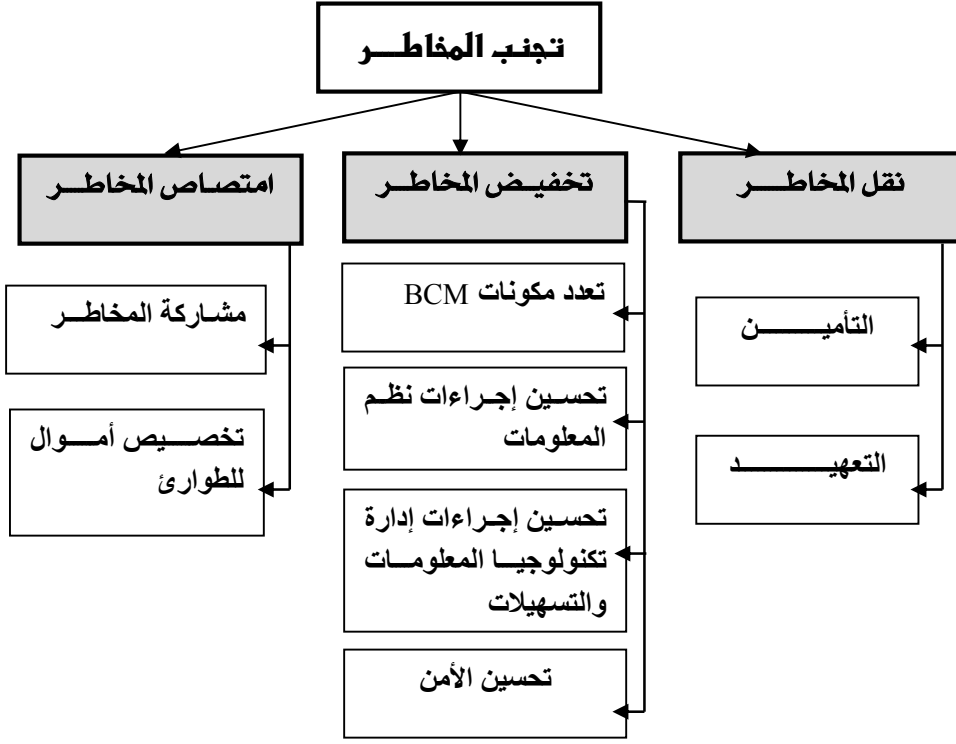 تجنب المخاطر
نقل المخاطر
التأمين
التعهيد
تخفيض المخاطر
تعدد مكونات BCM
تحسين إجراءات نظم
المعلومات
تحسين إجراءات إدارة
تكنولوجيا المعلومات
والتسهيلات
تحسين الأمن
امتصاص المخاطر
مشاركة المخاطر
تخصيص أموال
للطوارئ